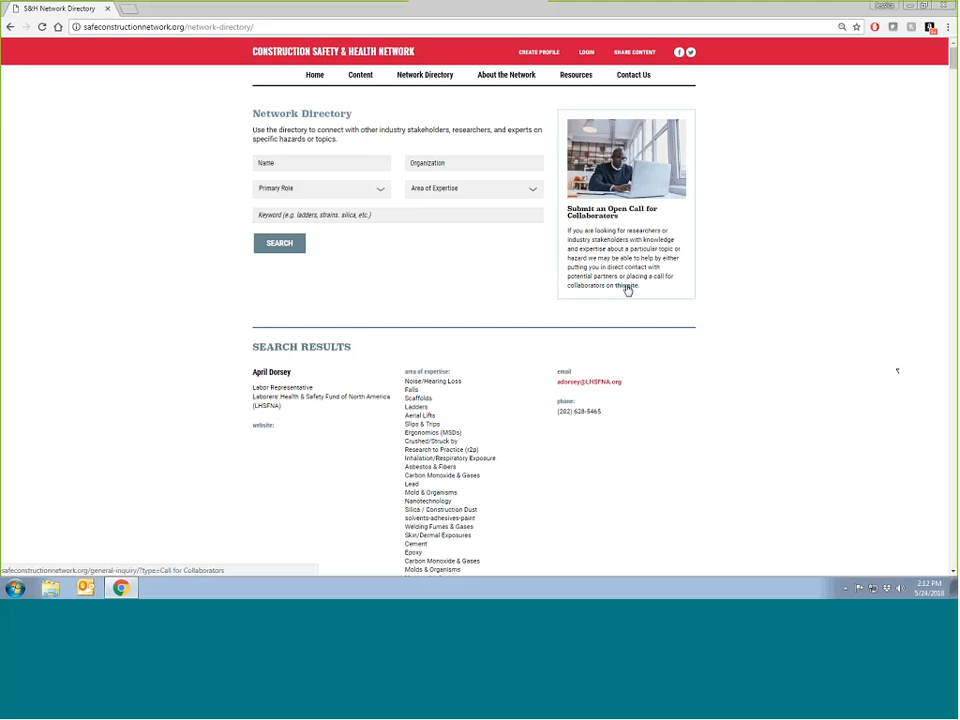 S&H Network Directory
Jessica
safeconstructionnetwork.org/network-directory/
CONSTRUCTION SAFETY & HEALTH NETWORK
CREATE PROFILE LOGIN SHARE CONTENT
Home Content Network Directory About the Network Resources Contact Us
Network Directory
Use the directory to connect with other industry stakeholders, researchers, and experts on
specific hazards or topics.
Name Organization
Primary Role Area of Expertise
Keyword (e.g. ladders, strains. silica, etc.)
SEARCH
Submit an Open Call for
Collaborators
If you are looking for researchers or
industry stakeholders with knowledge
and expertise about a particular topic or
hazard we may be able to help by either
putting you in direct contact with
potential partners or placing a call for
collaborators on this site.
SEARCH RESULTS
April Dorsey
Labor Representative
Laborers' Health & Safety Fund of North America
(LHSFNA)
website:
area of expertise:
Noise/Hearing Loss
Falls
Scaffolds
Ladders
Aerial Lifts
Slips & Trips
Ergonomics (MSDs)
Crushed/Struck by
Research to Practice (r2p)
Inhalation/Respiratory Exposure
Asbestos & Fibers
Carbon Monoxide & Gases
Lead
Mold & Organisms
Nanotechnology
Silica / Construction Dust
solvents-adhesives-paint
Welding Fumes & Gases
Skin/Dermal Exposures
Cement
Epoxy
Carbon Monoxide & Gases
Molds & Organisms
email
adorsey@LHSFNA.org
phone:
(202) 628-5465
safeconstructionnetwork.org/general-inquiry/?type=Call for Collaborators
2:12 PM
5/24/2018